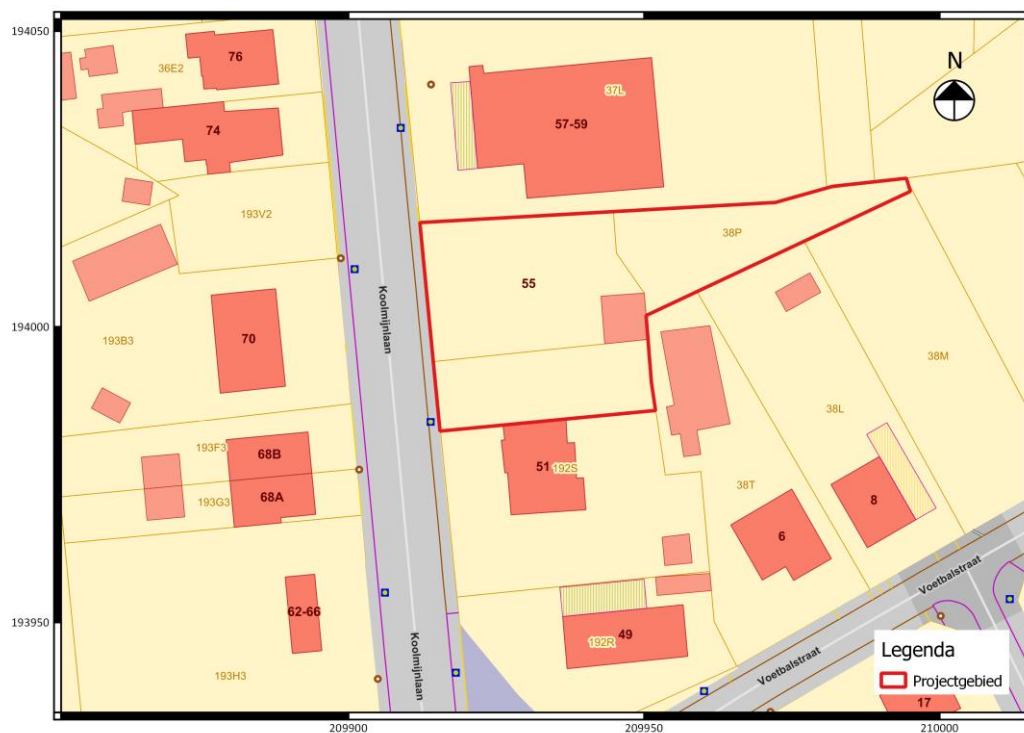 194050
76
36E2
37L
N
57-59
74
193V2
38P
55
Koolmijnlaan
194000
70
193B3
38M
38L
193F3
68B
51
192S
68A
193G3
38T
8
6
Voetbalstraat
62-66
193950
49
192R
Koolmijnlaan
Voetbalstraat
193H3
Legenda
Projectgebied
17
209900
209950
210000